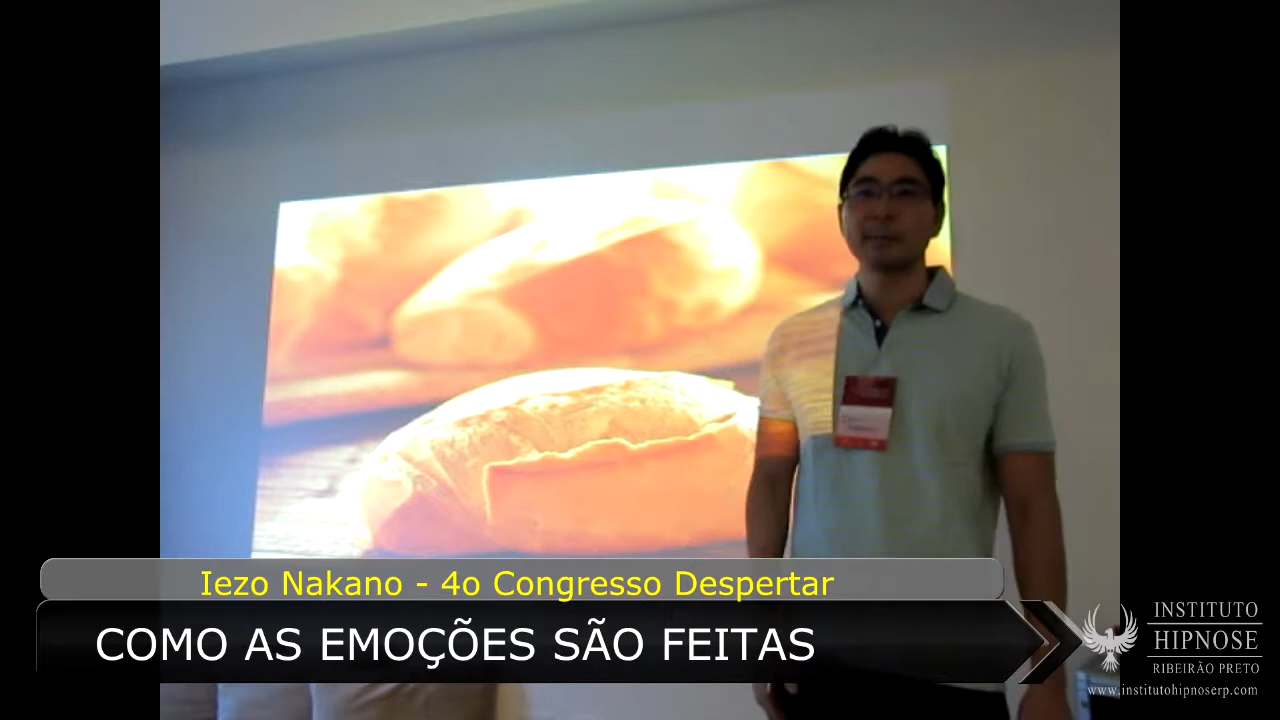 Iezo Nakano - 4o Congresso Despertar
COMO AS EMOÇÕES SÃO FEITAS
INSTITUTO
HIPNOSE
RIBEIRÃO PRETO
www.institutohipnoserp.com